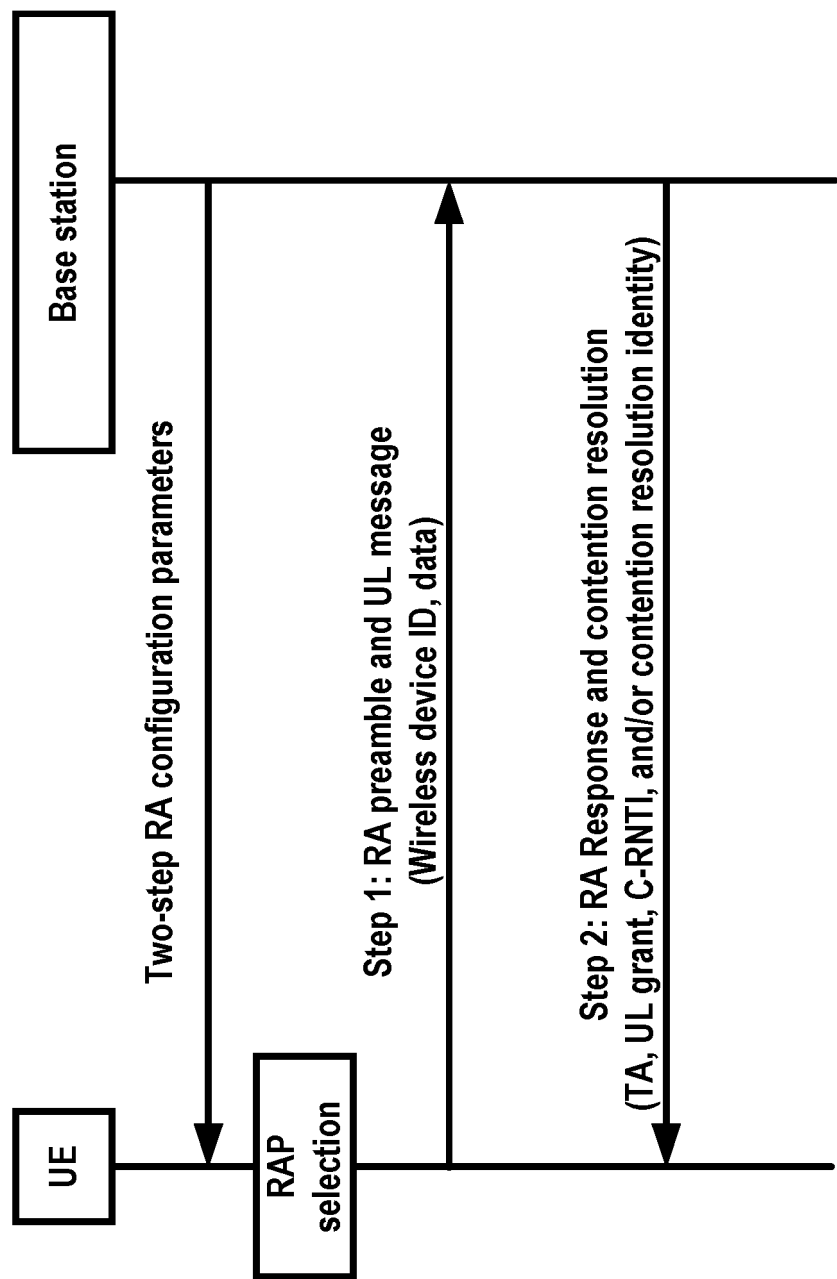 UE
Base station
Two-step RA configuration parameters
RAP
selection
Step 1: RA preamble and UL message
(Wireless device ID, data)
Step 2: RA Response and contention resolution
(TA, UL grant, C-RNTI, and/or contention resolution identity)